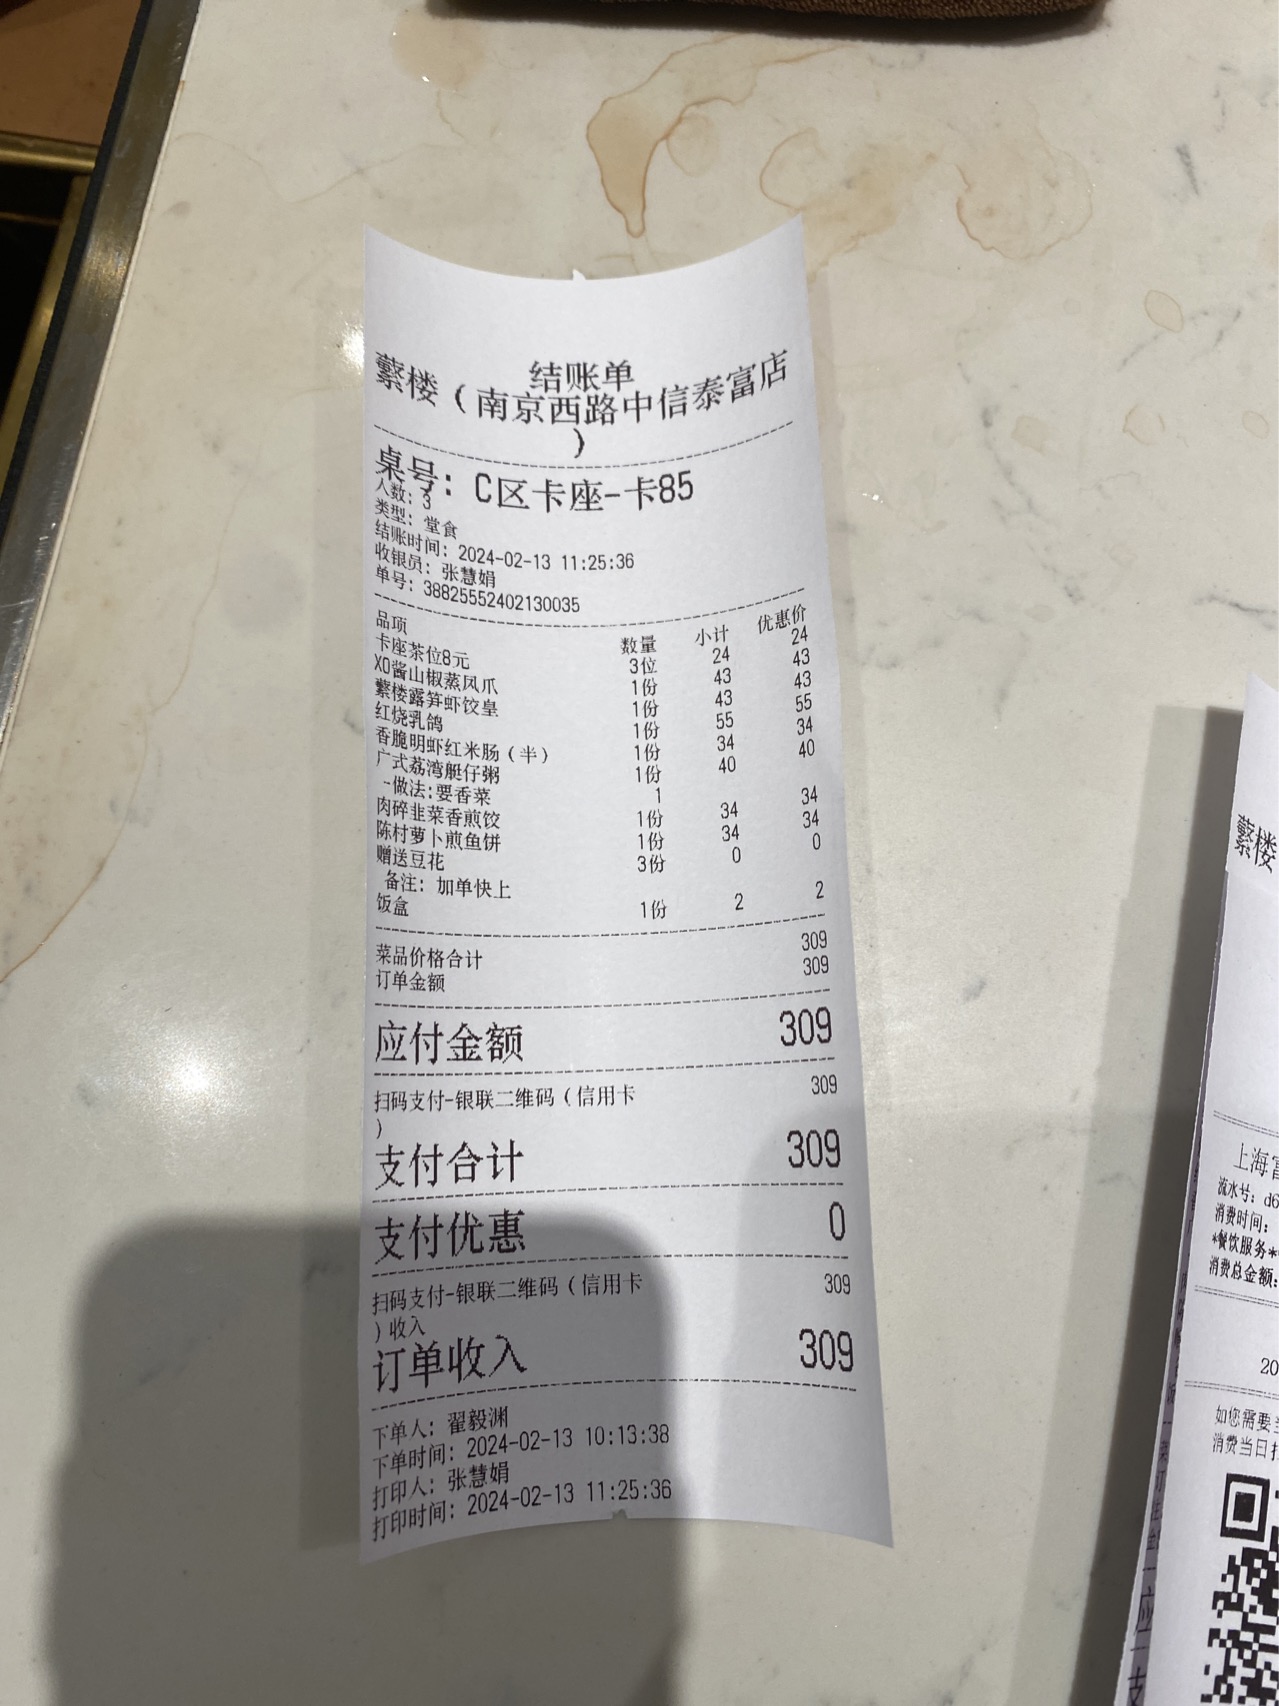 结账单
蘩楼（南京西路中信泰富店
）
桌号：C区卡座-卡85
人数：3
类型：堂食
结账时间：2024-02-13 11:25:36
收银员：张慧娟
单号：38825552402130035
品项 数量 小计 优惠价
卡座茶位8元 3位 24 24
XO酱山椒蒸凤爪 1份 43 43
蘩楼露笋虾饺皇 1份 43 43
红烧乳鸽 1份 55 55
香脆明虾红米肠（半） 1份 34 34
广式荔湾艇仔粥 1份 40 40
-做法:要香菜 1
肉碎韭菜香煎饺 1份 34 34
陈村萝卜煎鱼饼 1份 34 34
赠送豆花 3份 0 0
备注：加单快上
饭盒 1份 2 2
菜品价格合计 309
订单金额 309
应付金额 309
扫码支付-银联二维码（信用卡 309
）
支付合计 309
支付优惠 0
扫码支付-银联二维码（信用卡 309
）收入
订单收入 309
下单人：翟毅渊
下单时间：2024-02-13 10:13:38
打印人：张慧娟
打印时间：2024-02-13 11:25:36
蘩楼
上海富
流水号：d6
消费时间：
*餐饮服务*
消费总金额：
20
如您需要
消费当日